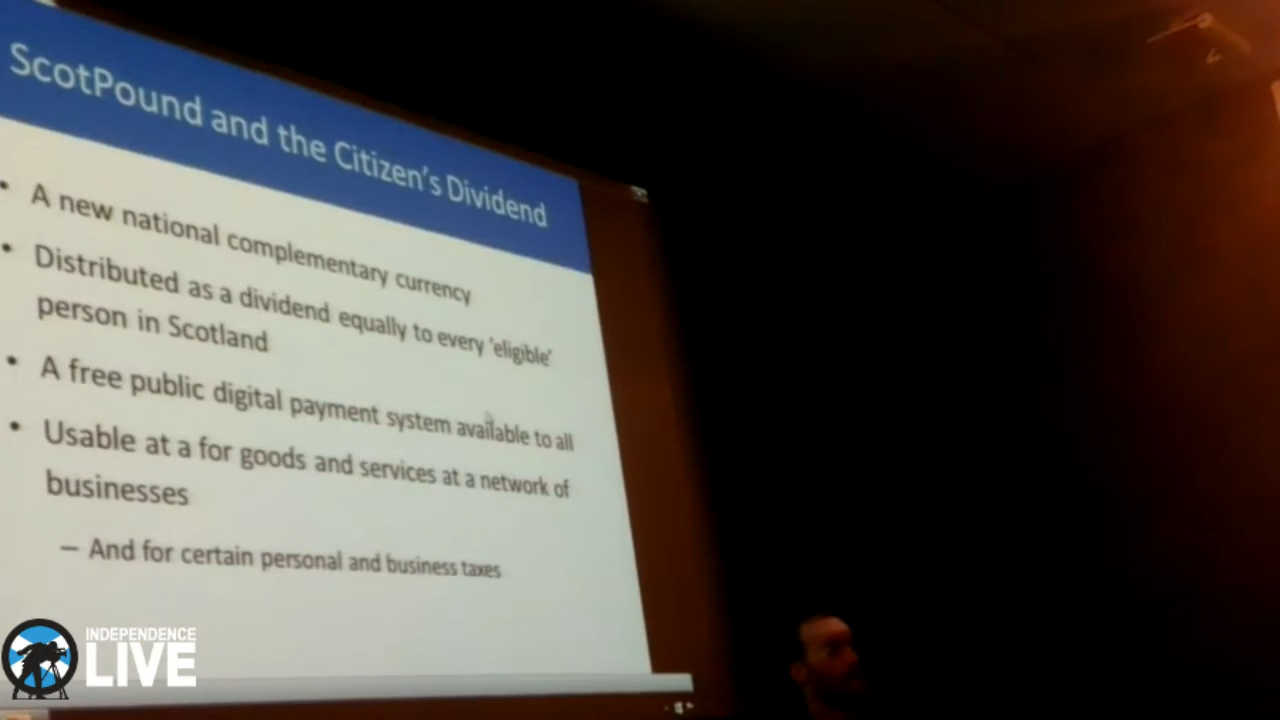 ScotPound and the Citizen's Dividend
• A new national complementary currency
• Distributed as a dividend equally to every 'eligible'
person in Scotland
• A free public digital payment system available to all
• Usable at a for goods and services at a network of
businesses
– And for certain personal and business taxes
INDEPENDENCE
LIVE